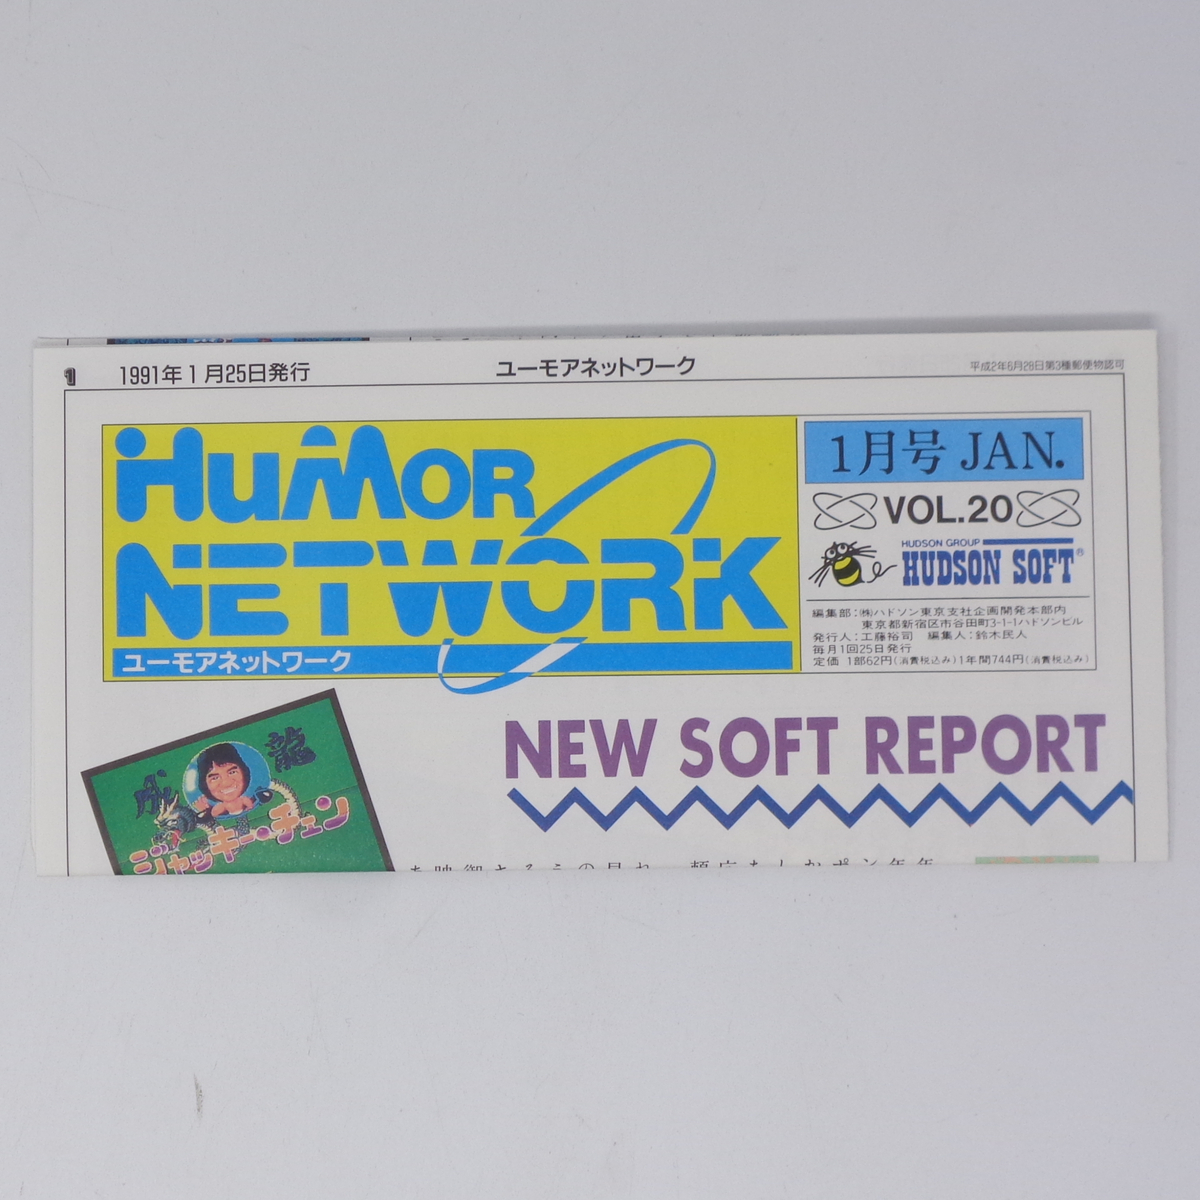 1
1991年1月25日発行
ユーモアネットワーク
平成2年6月28日第3種郵便物認可
HuMOR
NETWORK
ユーモアネットワーク
1月号 JAN.
VOL.20
HUDSON GROUP
HUDSON SOFT®
編集部:㈱ハドソン東京支社企画開発本部内
東京都新宿区市谷田町3-1-1ハドソンビル
発行人:工藤裕司 編集人:鈴木民人
毎月1回25日発行
定価 1部62円(消費税込み)1年間744円(消費税込み)
NEW SOFT REPORT
龍
ジャッキー・チェン